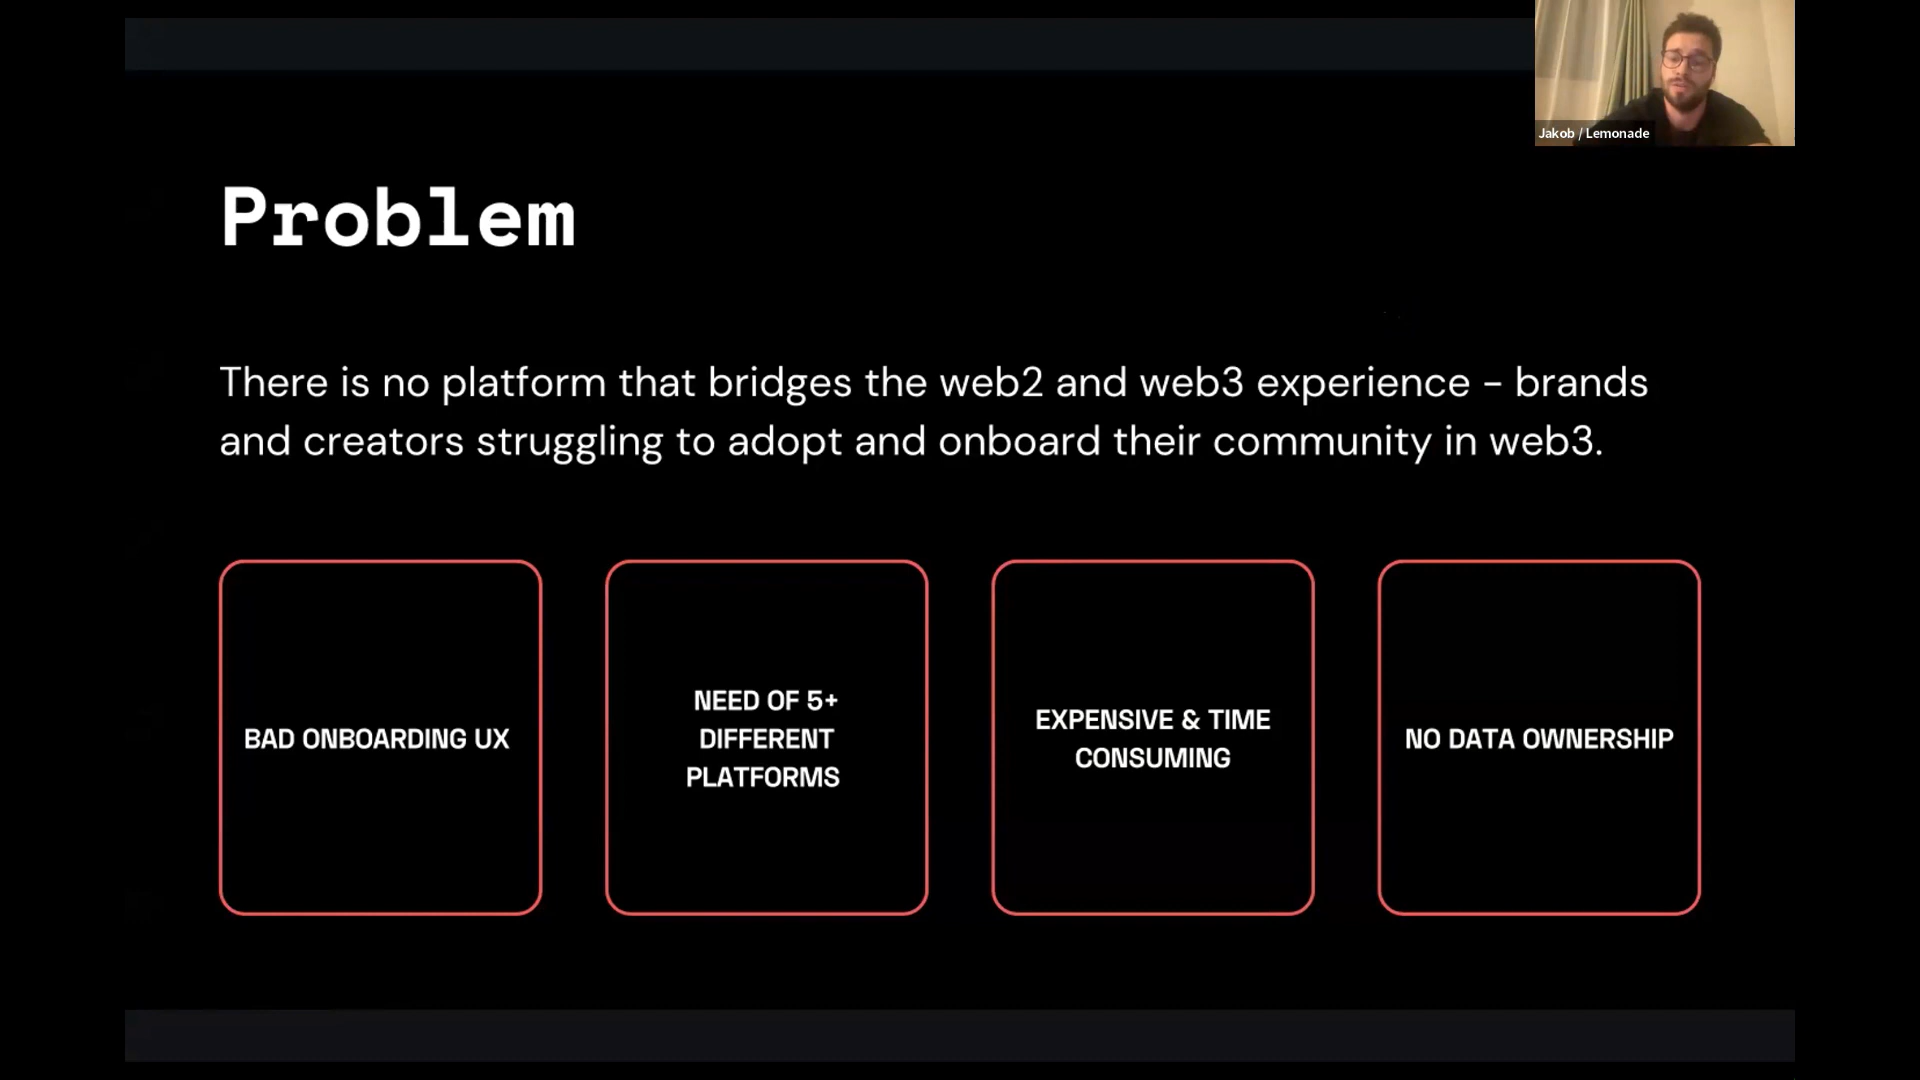 Jakob / Lemonade
Problem
There is no platform that bridges the web2 and web3 experience - brands
and creators struggling to adopt and onboard their community in web3.
BAD ONBOARDING UX
NEED OF 5+
DIFFERENT
PLATFORMS
EXPENSIVE & TIME
CONSUMING
NO DATA OWNERSHIP